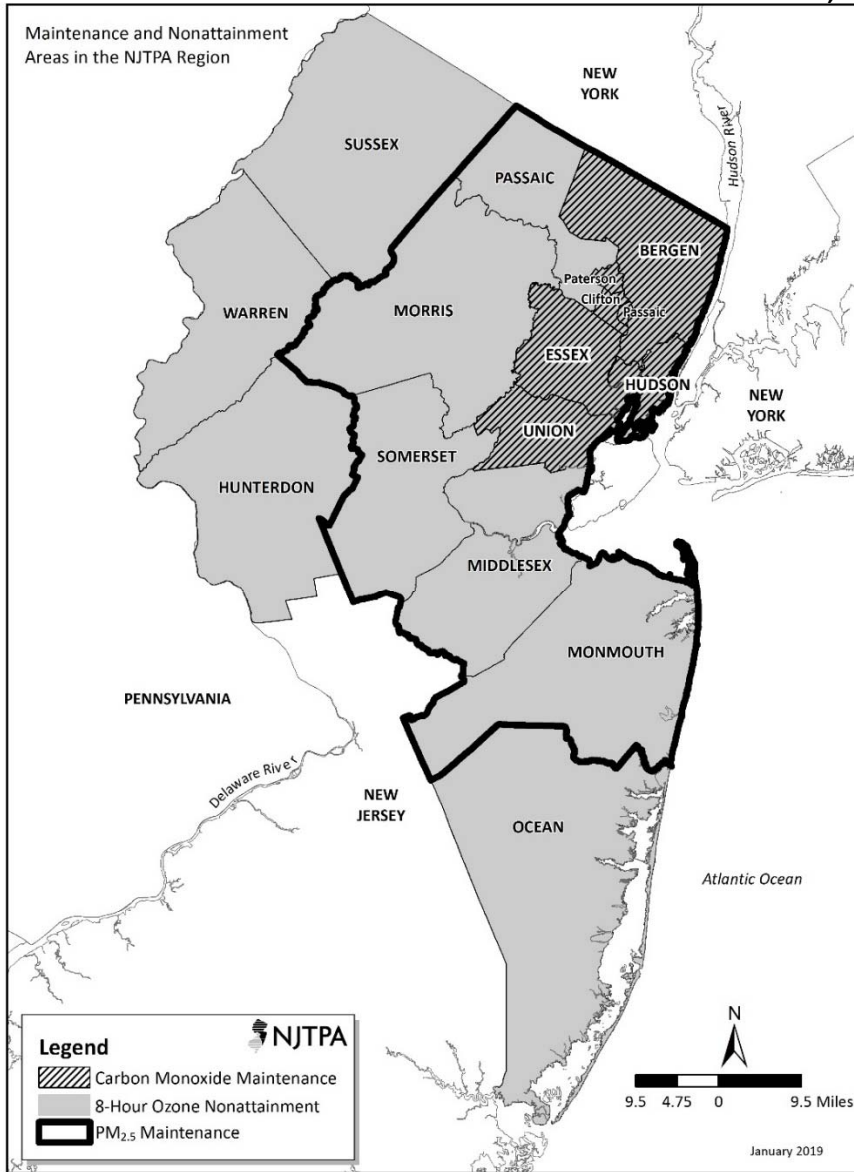 Maintenance and Nonattainment
Areas in the NJTPA Region
NEW
YORK
Hudson River
SUSSEX
PASSAIC
BERGEN
Paterson
Clifton
Passaic
WARREN
MORRIS
ESSEX
HUDSON
NEW
YORK
UNION
SOMERSET
HUNTERDON
MIDDLESEX
MONMOUTH
PENNSYLVANIA
Delaware River
NEW
JERSEY
OCEAN
Atlantic Ocean
Legend
NJTPA
Carbon Monoxide Maintenance
8-Hour Ozone Nonattainment
PM2.5 Maintenance
N
9.5 4.75 0 9.5 Miles
January 2019